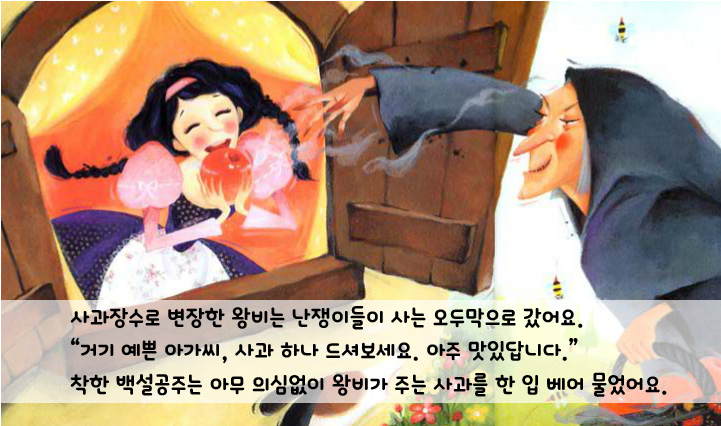 사과장수로 변장한 왕비는 난쟁이들이 사는 오두막으로 갔어요.
“거기 예쁜 아가씨, 사과 하나 드셔보세요. 아주 맛있답니다.”
착한 백설공주는 아무 의심없이 왕비가 주는 사과를 한 입 베어 물었어요.